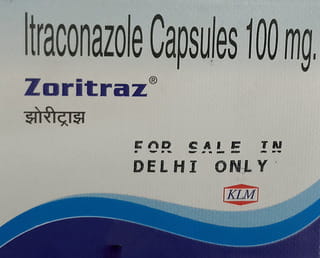 Itraconazole Capsules 100 mg.
Zoritraz®
झोरीट्राझ
FOR SALE IN
DELHI ONLY
KLM